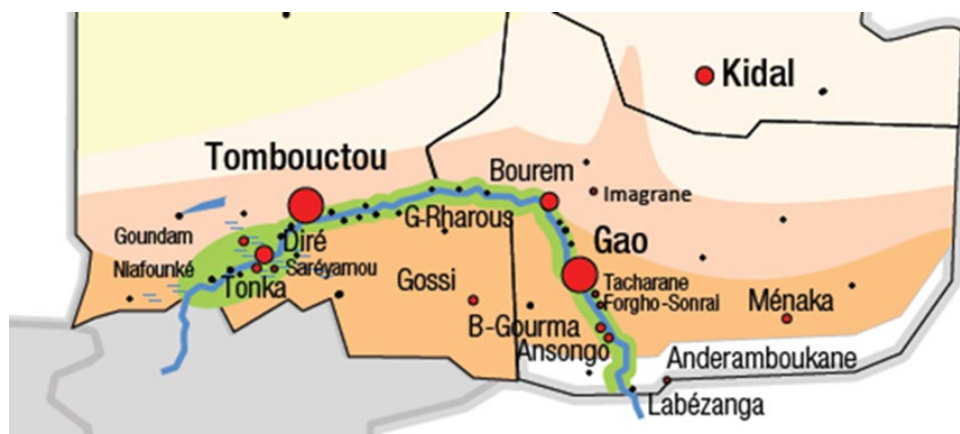 Kidal
Tombouctou
Bourem
Imagrane
G-Rharous
Goundam
Diré
Gao
Niafounké
Saréyamou
Tonka
Gossi
Tacharane
Forgho-Sonrai
Ménaka
B-Gourma
Ansongo
Anderamboukane
Labézanga